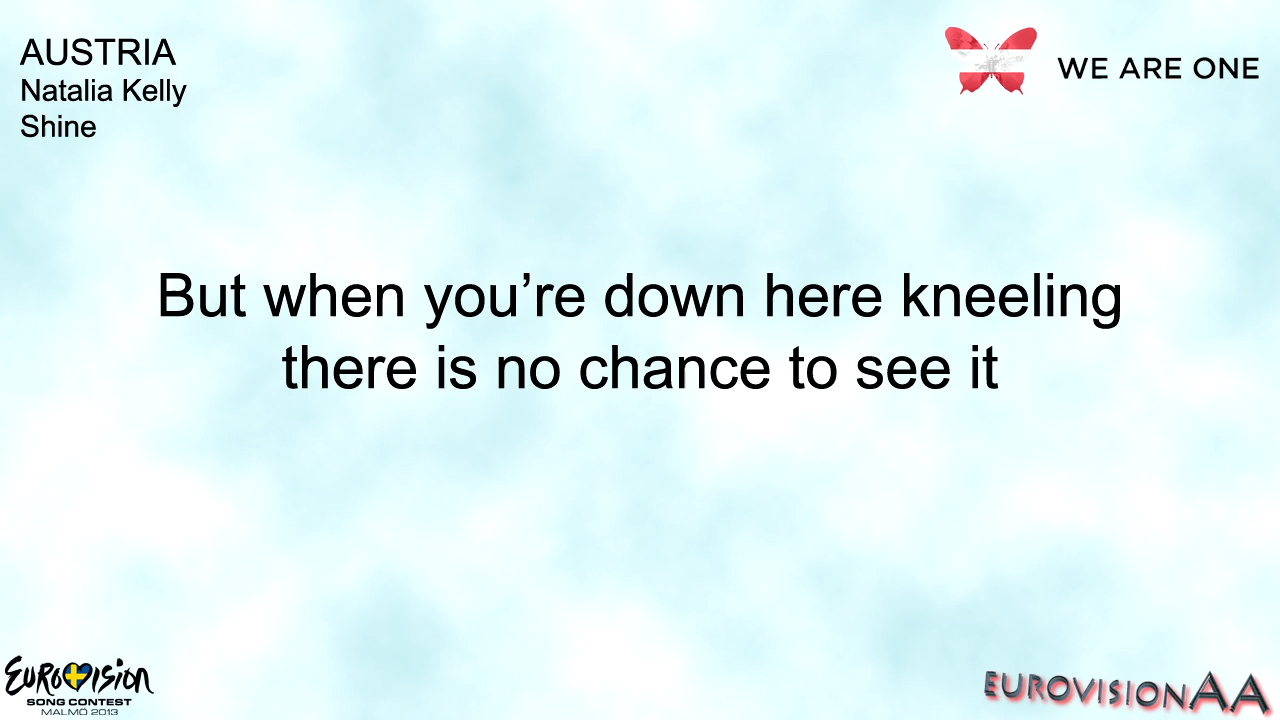 AUSTRIA
Natalia Kelly
Shine
WE ARE ONE
But when you’re down here kneeling
there is no chance to see it
EUROVISION
SONG CONTEST
MALMÖ 2013
EUROVISIONAA